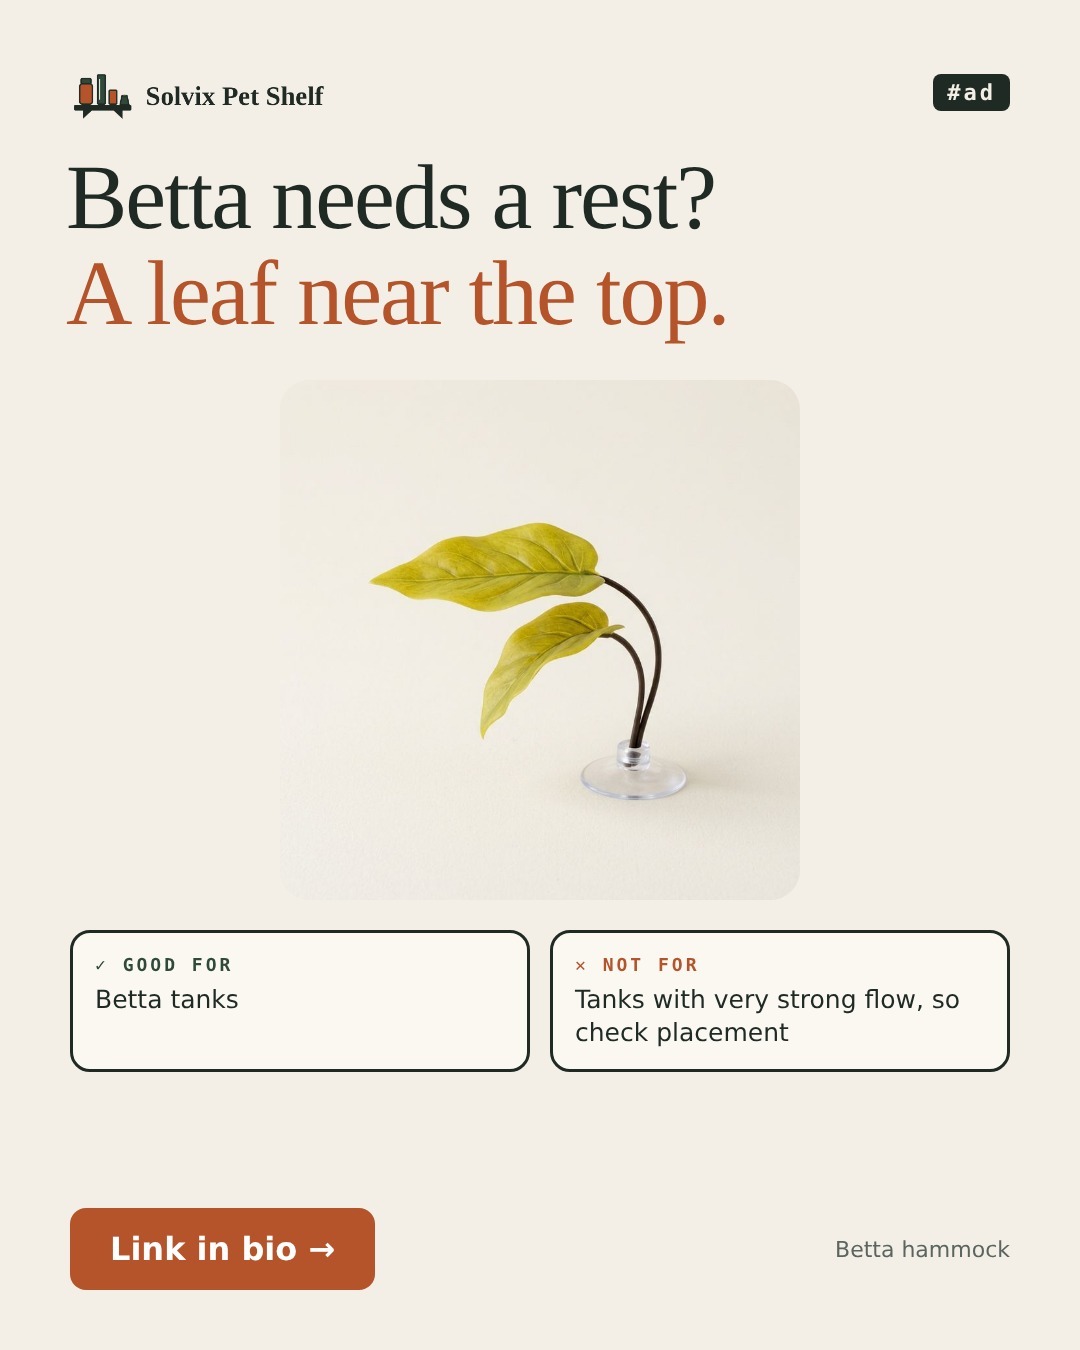 Solvix Pet Shelf
#ad
Betta needs a rest?
A leaf near the top.
✓ GOOD FOR
Betta tanks
× NOT FOR
Tanks with very strong flow, so
check placement
Link in bio →
Betta hammock